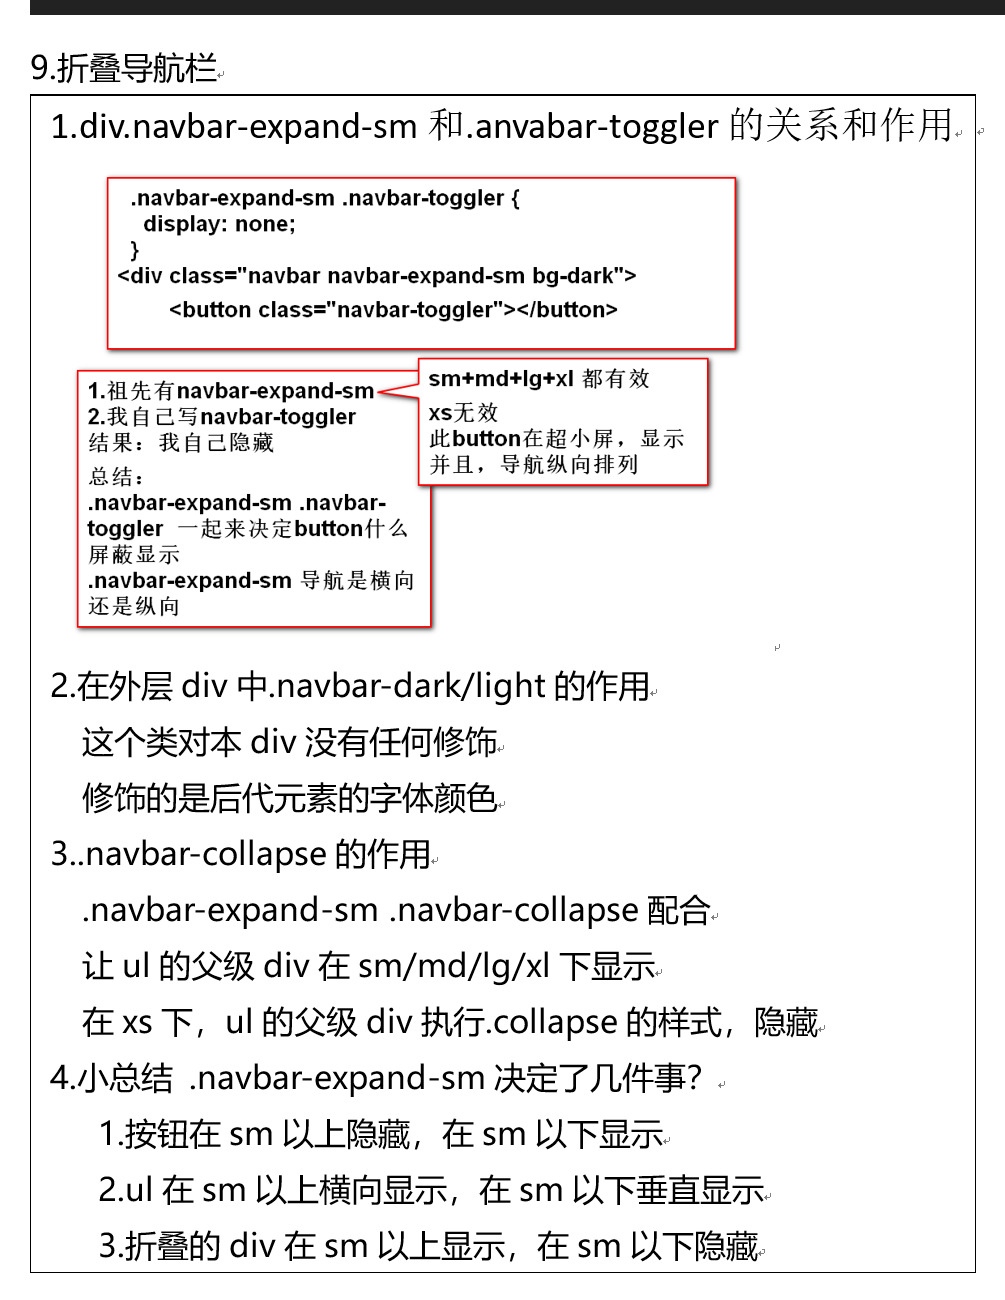 9.折叠导航栏
1.div.navbar-expand-sm 和.anvabar-toggler 的关系和作用
.navbar-expand-sm .navbar-toggler {
display: none;
}
<div class="navbar navbar-expand-sm bg-dark">
<button class="navbar-toggler"></button>
1.祖先有navbar-expand-sm
2.我自己写navbar-toggler
结果：我自己隐藏
总结：
.navbar-expand-sm .navbar-
toggler 一起来决定button什么
屏蔽显示
.navbar-expand-sm 导航是横向
还是纵向
sm+md+lg+xl 都有效
xs无效
此button在超小屏，显示
并且，导航纵向排列
2.在外层 div 中.navbar-dark/light 的作用
这个类对本 div 没有任何修饰
修饰的是后代元素的字体颜色
3..navbar-collapse 的作用
.navbar-expand-sm .navbar-collapse 配合
让 ul 的父级 div 在 sm/md/lg/xl 下显示
在 xs 下，ul 的父级 div 执行.collapse 的样式，隐藏
4.小总结 .navbar-expand-sm 决定了几件事？
1.按钮在 sm 以上隐藏，在 sm 以下显示
2.ul 在 sm 以上横向显示，在 sm 以下垂直显示
3.折叠的 div 在 sm 以上显示，在 sm 以下隐藏